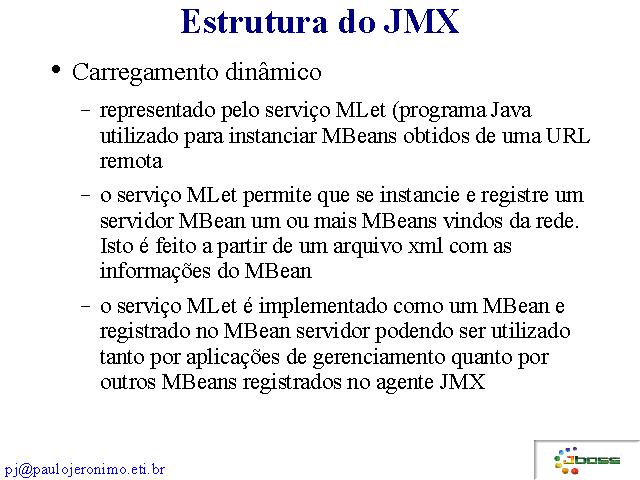 Estrutura do JMX
• Carregamento dinâmico
– representado pelo serviço MLet (programa Java
utilizado para instanciar MBeans obtidos de uma URL
remota
– o serviço MLet permite que se instancie e registre um
servidor MBean um ou mais MBeans vindos da rede.
Isto é feito a partir de um arquivo xml com as
informações do MBean
– o serviço MLet é implementado como um MBean e
registrado no MBean servidor podendo ser utilizado
tanto por aplicações de gerenciamento quanto por
outros MBeans registrados no agente JMX
pj@paulojeronimo.eti.br
JBoss